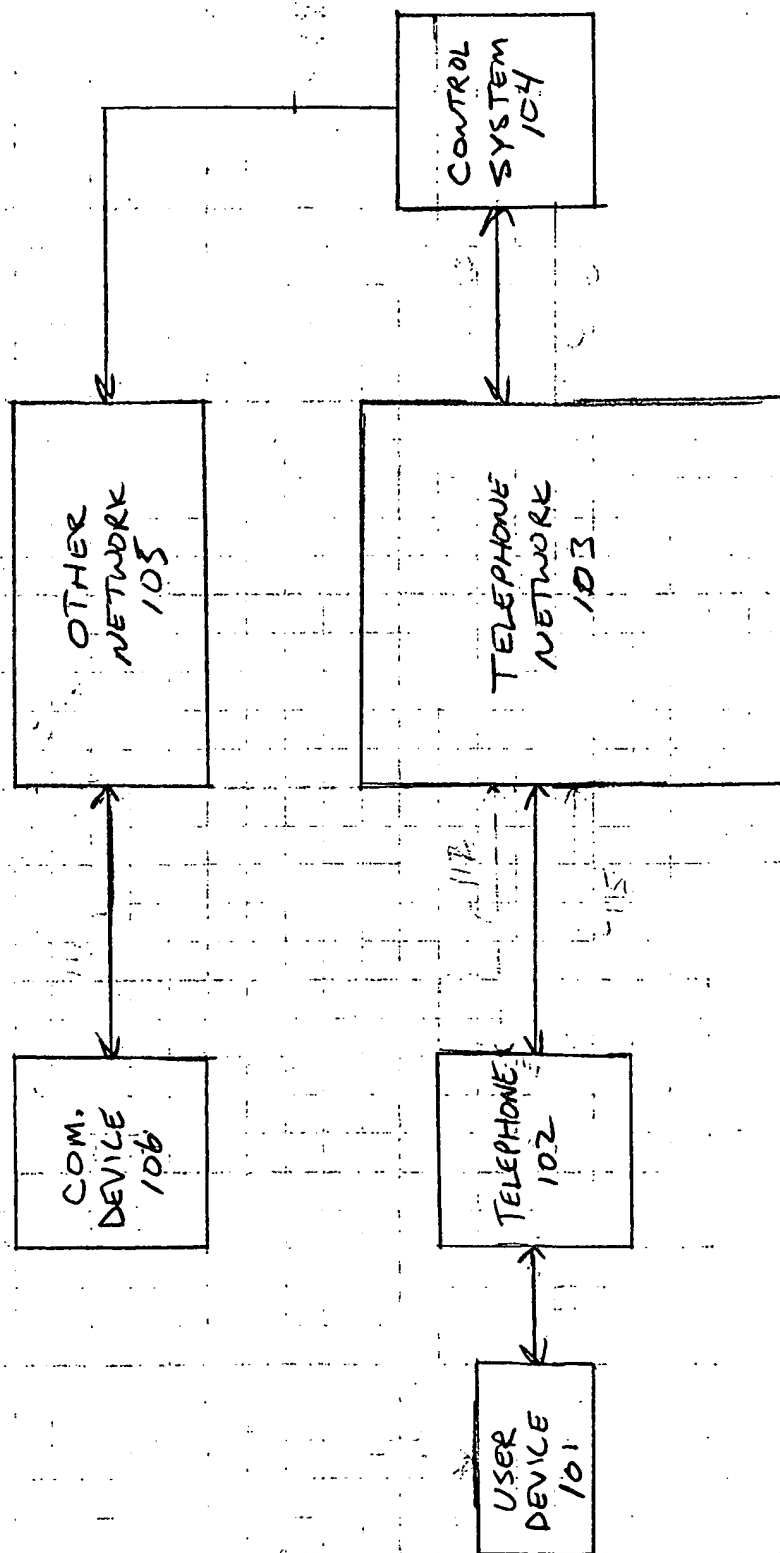 OTHER
NETWORK
105
CONTROL
SYSTEM
104
COM.
DEVICE
106
TELEPHONE
NETWORK
103
TELEPHONE
102
USER
DEVICE
101